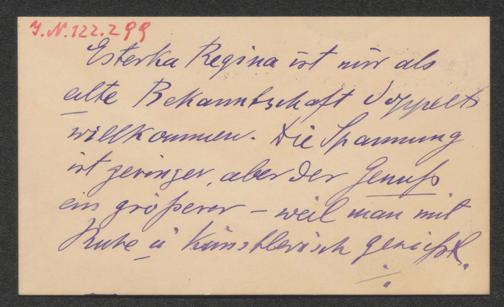 J.N. 122.299
Esterka Regina ist mir als
alte Bekanntschaft doppelt
willkommen. Die Spannung
ist geringer, aber der Genuß
ein größerer – weil man mit
Ruhe u künstlerisch genießt.